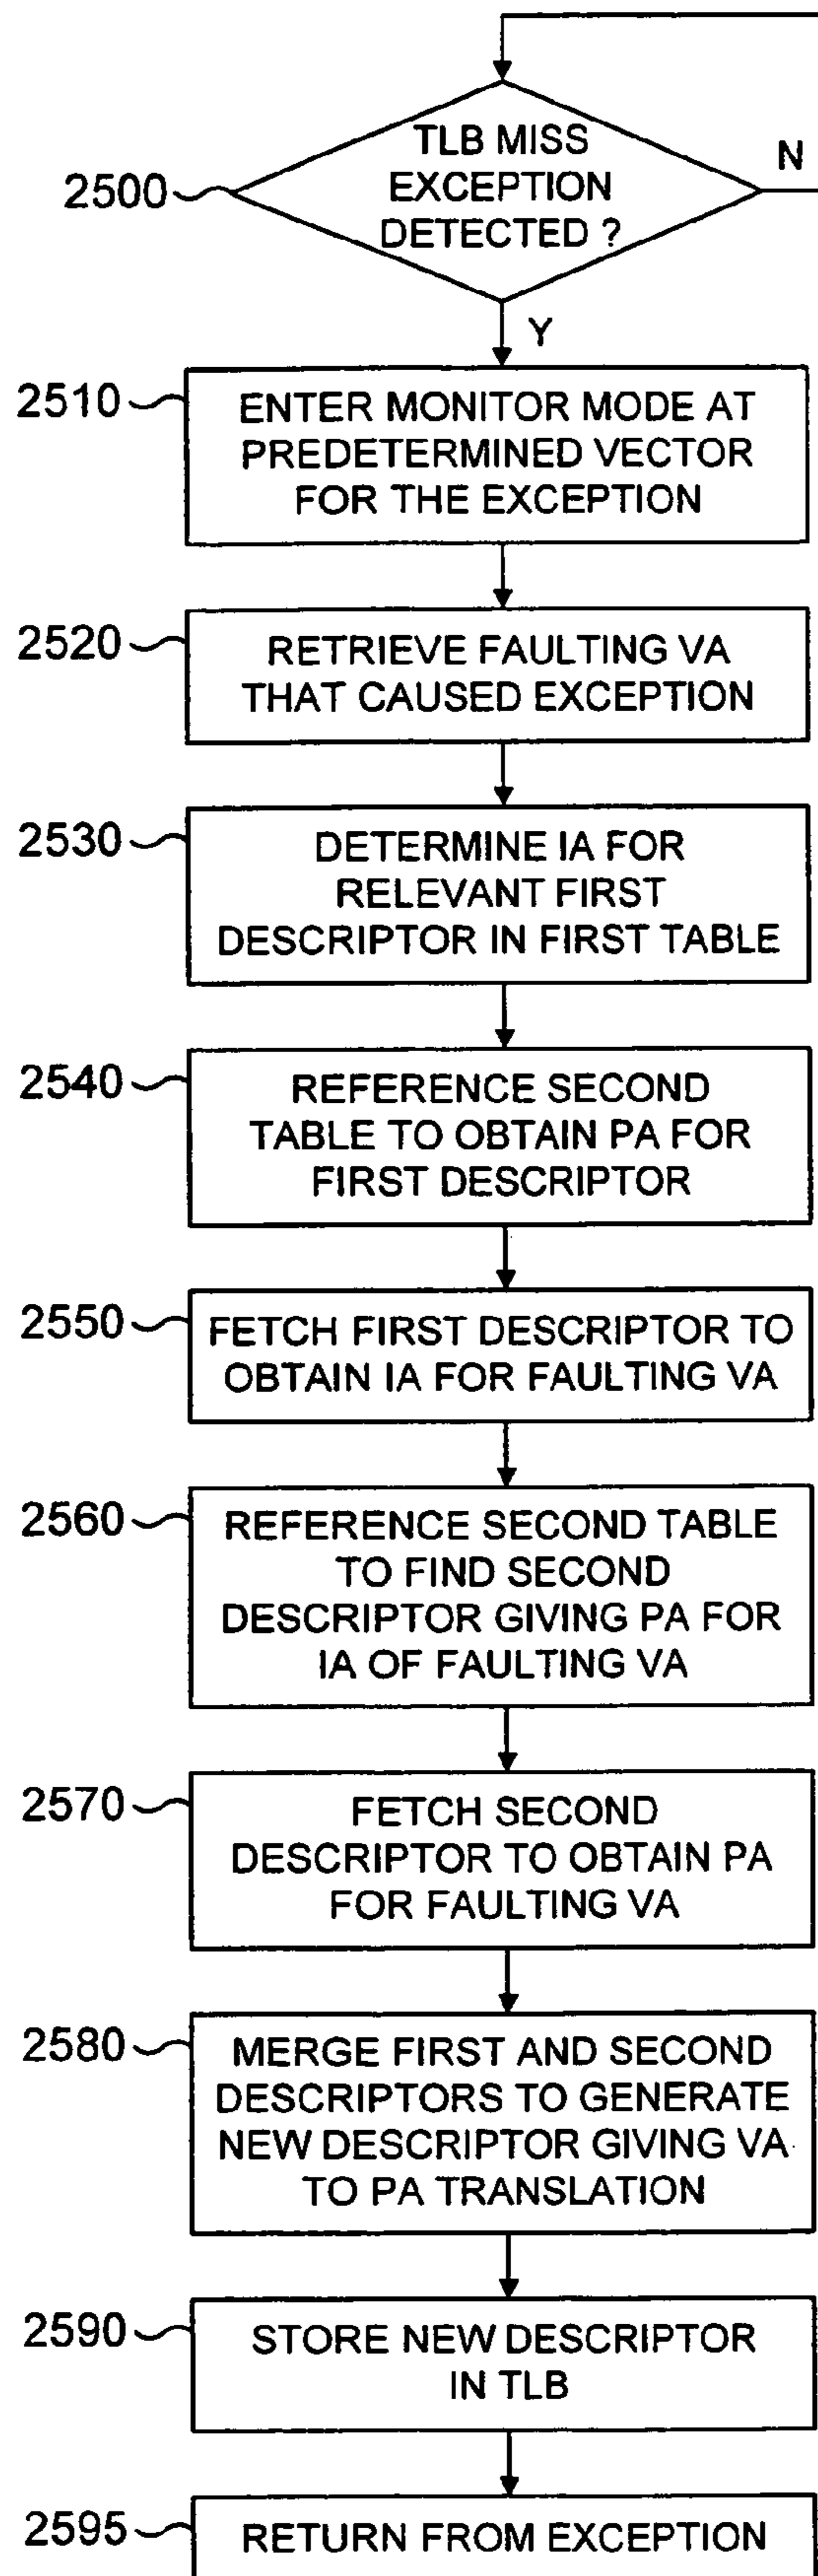 TLB MISS
EXCEPTION
DETECTED ?
N
2500
Y
2510
ENTER MONITOR MODE AT
PREDETERMINED VECTOR
FOR THE EXCEPTION
2520
RETRIEVE FAULTING VA
THAT CAUSED EXCEPTION
2530
DETERMINE IA FOR
RELEVANT FIRST
DESCRIPTOR IN FIRST TABLE
2540
REFERENCE SECOND
TABLE TO OBTAIN PA FOR
FIRST DESCRIPTOR
2550
FETCH FIRST DESCRIPTOR TO
OBTAIN IA FOR FAULTING VA
2560
REFERENCE SECOND TABLE
TO FIND SECOND
DESCRIPTOR GIVING PA FOR
IA OF FAULTING VA
2570
FETCH SECOND
DESCRIPTOR TO OBTAIN PA
FOR FAULTING VA
2580
MERGE FIRST AND SECOND
DESCRIPTORS TO GENERATE
NEW DESCRIPTOR GIVING VA
TO PA TRANSLATION
2590
STORE NEW DESCRIPTOR
IN TLB
2595
RETURN FROM EXCEPTION